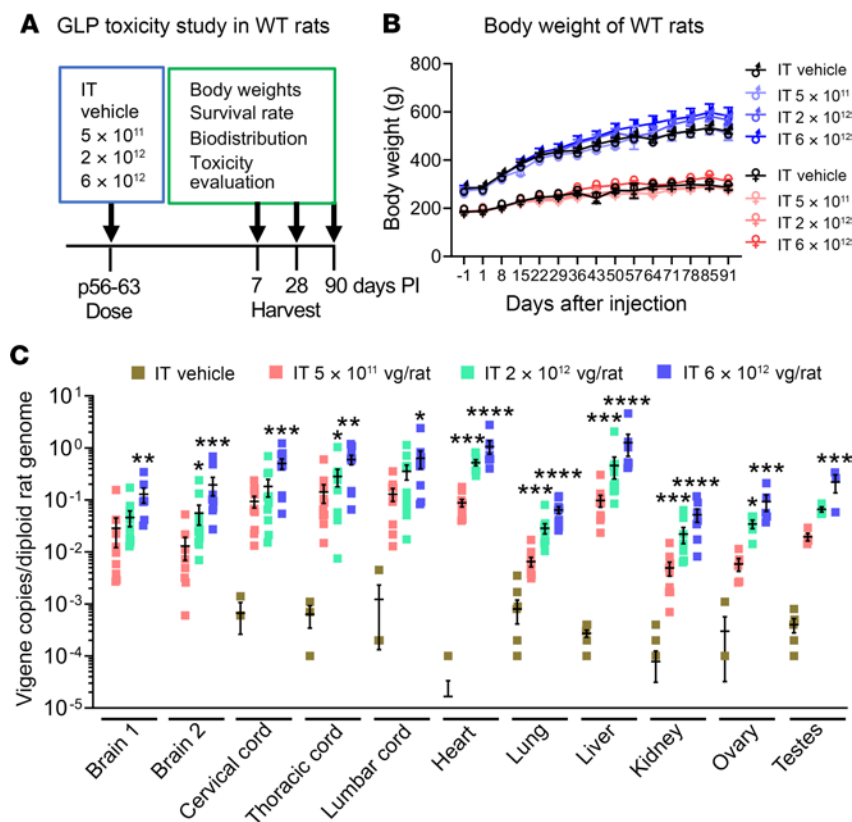 A GLP toxicity study in WT rats
IT
vehicle
5 × 10¹¹
2 × 10¹²
6 × 10¹²
Body weights
Survival rate
Biodistribution
Toxicity
evaluation
p56-63
Dose
7 28 90 days PI
Harvest
B Body weight of WT rats
Body weight (g)
800
600
400
200
0
-1 1 8 15 22 29 36 43 50 57 64 71 78 85 91
Days after injection
IT vehicle
IT 5 × 10¹¹
IT 2 × 10¹²
IT 6 × 10¹²
IT vehicle
IT 5 × 10¹¹
IT 2 × 10¹²
IT 6 × 10¹²
C
IT vehicle IT 5 × 10¹¹ vg/rat IT 2 × 10¹² vg/rat IT 6 × 10¹² vg/rat
Vigene copies/diploid rat genome
10¹
10⁰
10⁻¹
10⁻²
10⁻³
10⁻⁴
10⁻⁵
** * *** *** * ** * *** **** *** **** *** **** *** **** * *** ***
Brain 1 Brain 2 Cervical cord Thoracic cord Lumbar cord Heart Lung Liver Kidney Ovary Testes